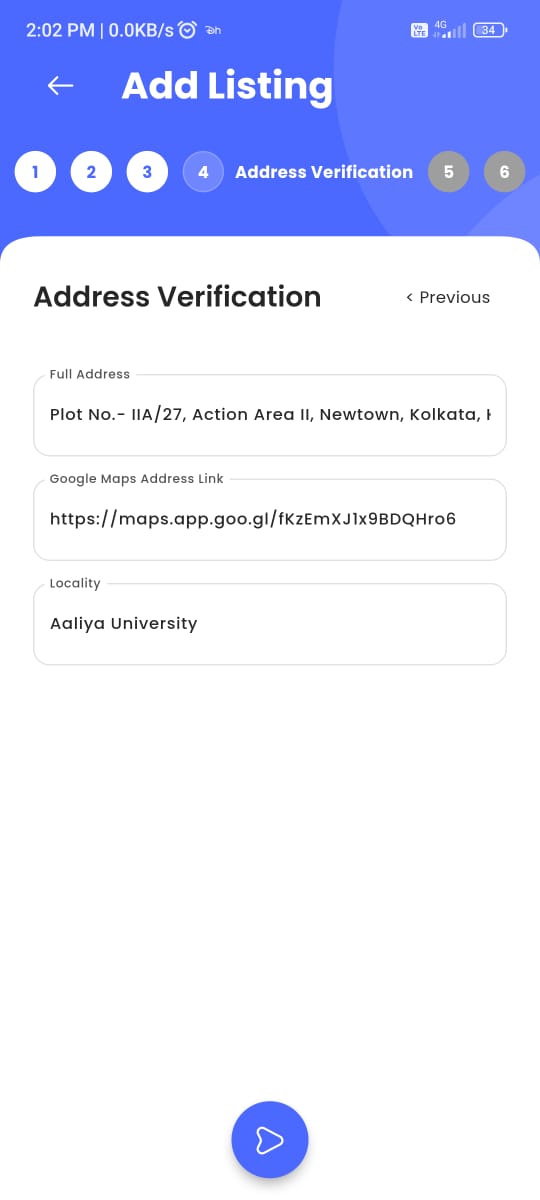 2:02 PM | 0.0KB/s
Vo LTE 4G 34
Add Listing
1 2 3 4 Address Verification 5 6
Address Verification < Previous
Full Address
Plot No.- IIA/27, Action Area II, Newtown, Kolkata,
Google Maps Address Link
https://maps.app.goo.gl/fKzEmXJ1x9BDQHro6
Locality
Aaliya University